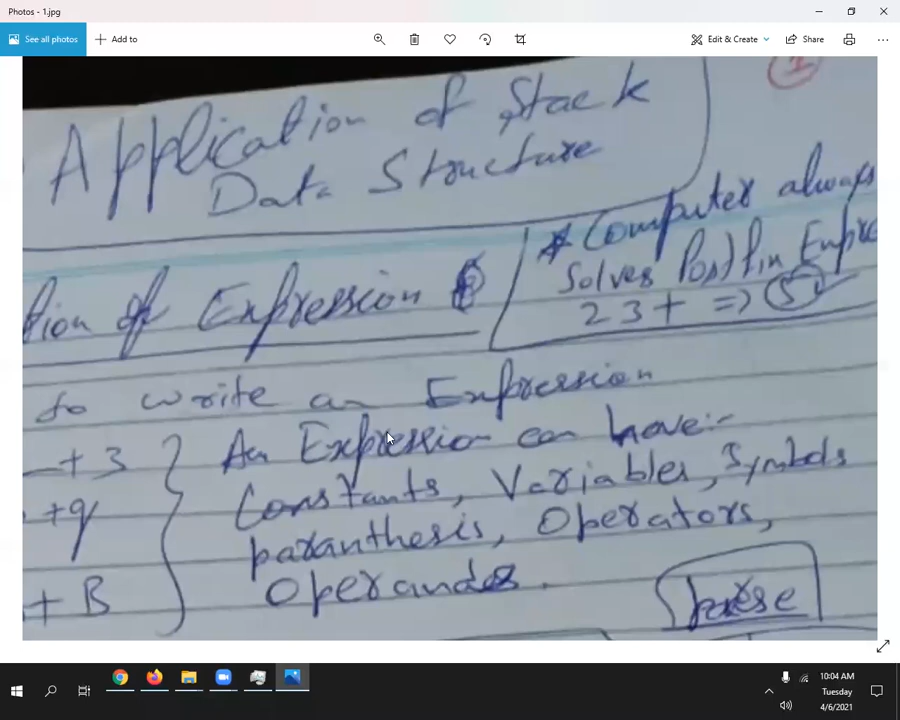 Photos - 1.jpg
See all photos
Add to
Edit & Create
Share
1
Application of Stack
Data Structure
* Computer always
Solves Postfix Expre
2 3 + => 5
tion of Expression
to write an Expression
+ 3
An Expression can have:-
+ q
Constants, Variables, Symbols
paranthesis, Operators,
+ B
Operands.
parse
10:04 AM
Tuesday
4/6/2021